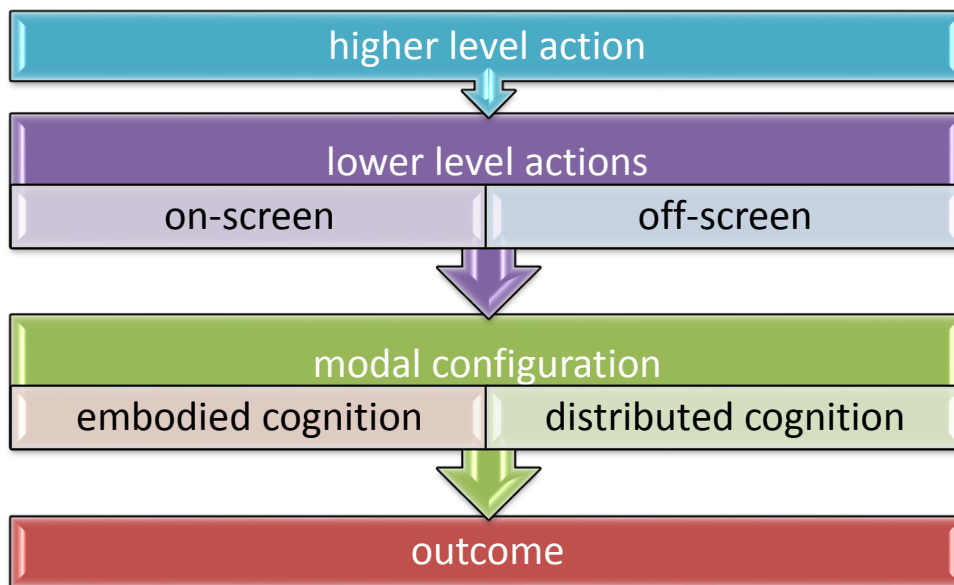 higher level action
lower level actions
on-screen off-screen
modal configuration
embodied cognition distributed cognition
outcome